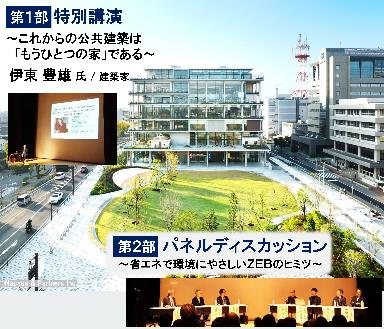 第1部 特別講演
～これからの公共建築は
「もうひとつの家」である～
伊東 豊雄 氏 / 建築家
第2部 パネルディスカッション
～省エネで環境にやさしいZEBのヒミツ～
Nacasa & Partners Inc.